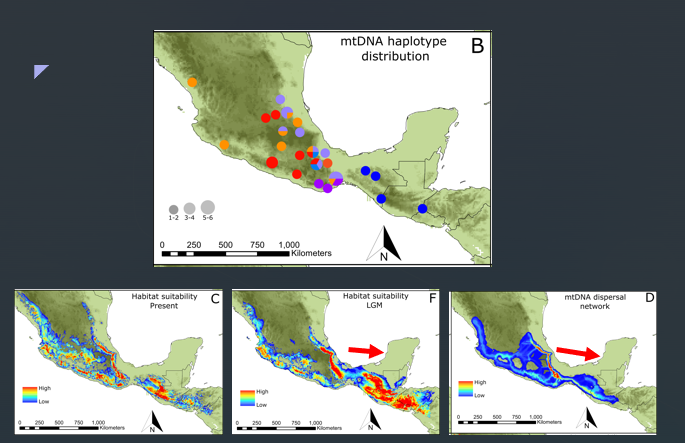 mtDNA haplotype
distribution
B
1-2 3-4 5-6
0 250 500 750 1,000
Kilometers
N
Habitat suitability
Present
C
High
Low
0 250 500 750 1,000
Kilometers
N
Habitat suitability
LGM
F
High
Low
0 250 500 750 1,000
Kilometers
N
mtDNA dispersal
network
D
High
Low
0 250 500 750 1,000
Kilometers
N